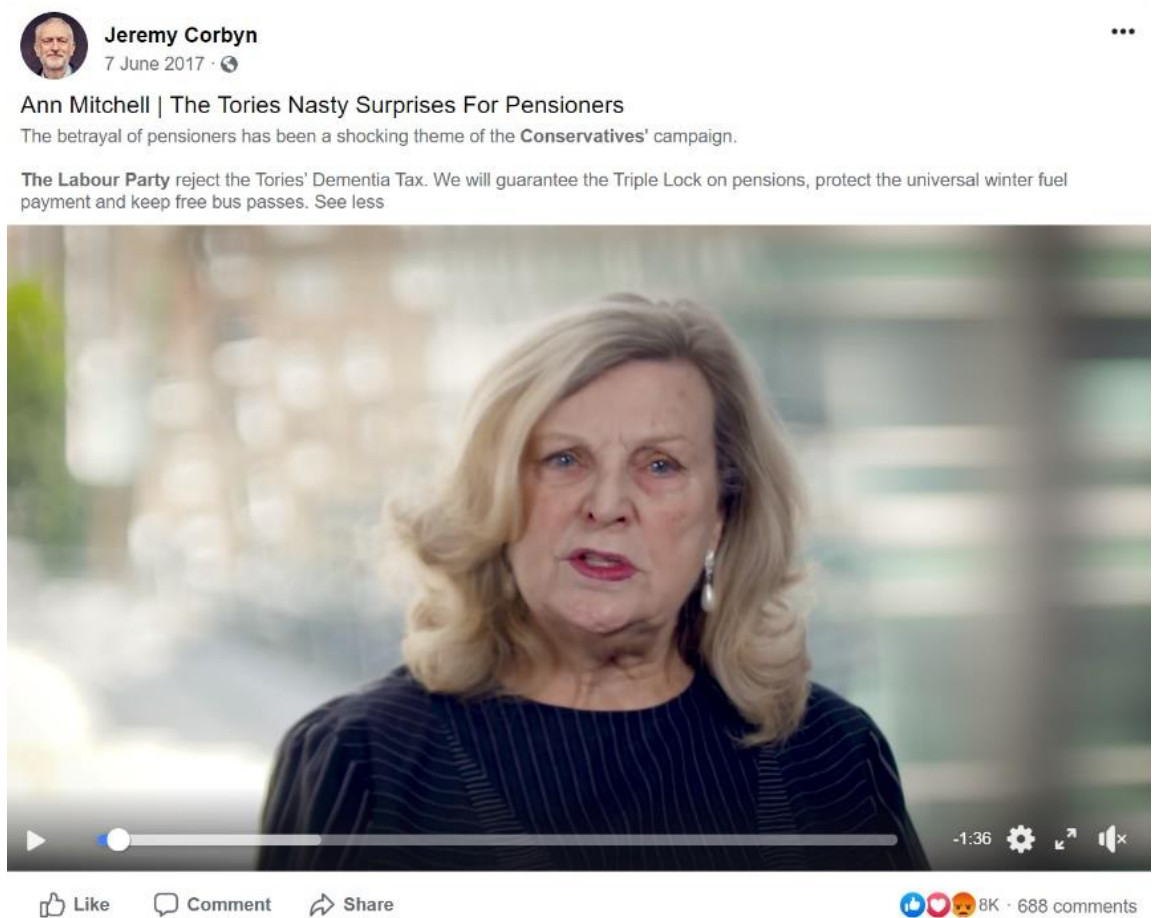 Jeremy Corbyn
7 June 2017 ·
Ann Mitchell | The Tories Nasty Surprises For Pensioners
The betrayal of pensioners has been a shocking theme of the Conservatives' campaign.
The Labour Party reject the Tories' Dementia Tax. We will guarantee the Triple Lock on pensions, protect the universal winter fuel
payment and keep free bus passes. See less
-1:36
Like Comment Share 8K · 688 comments